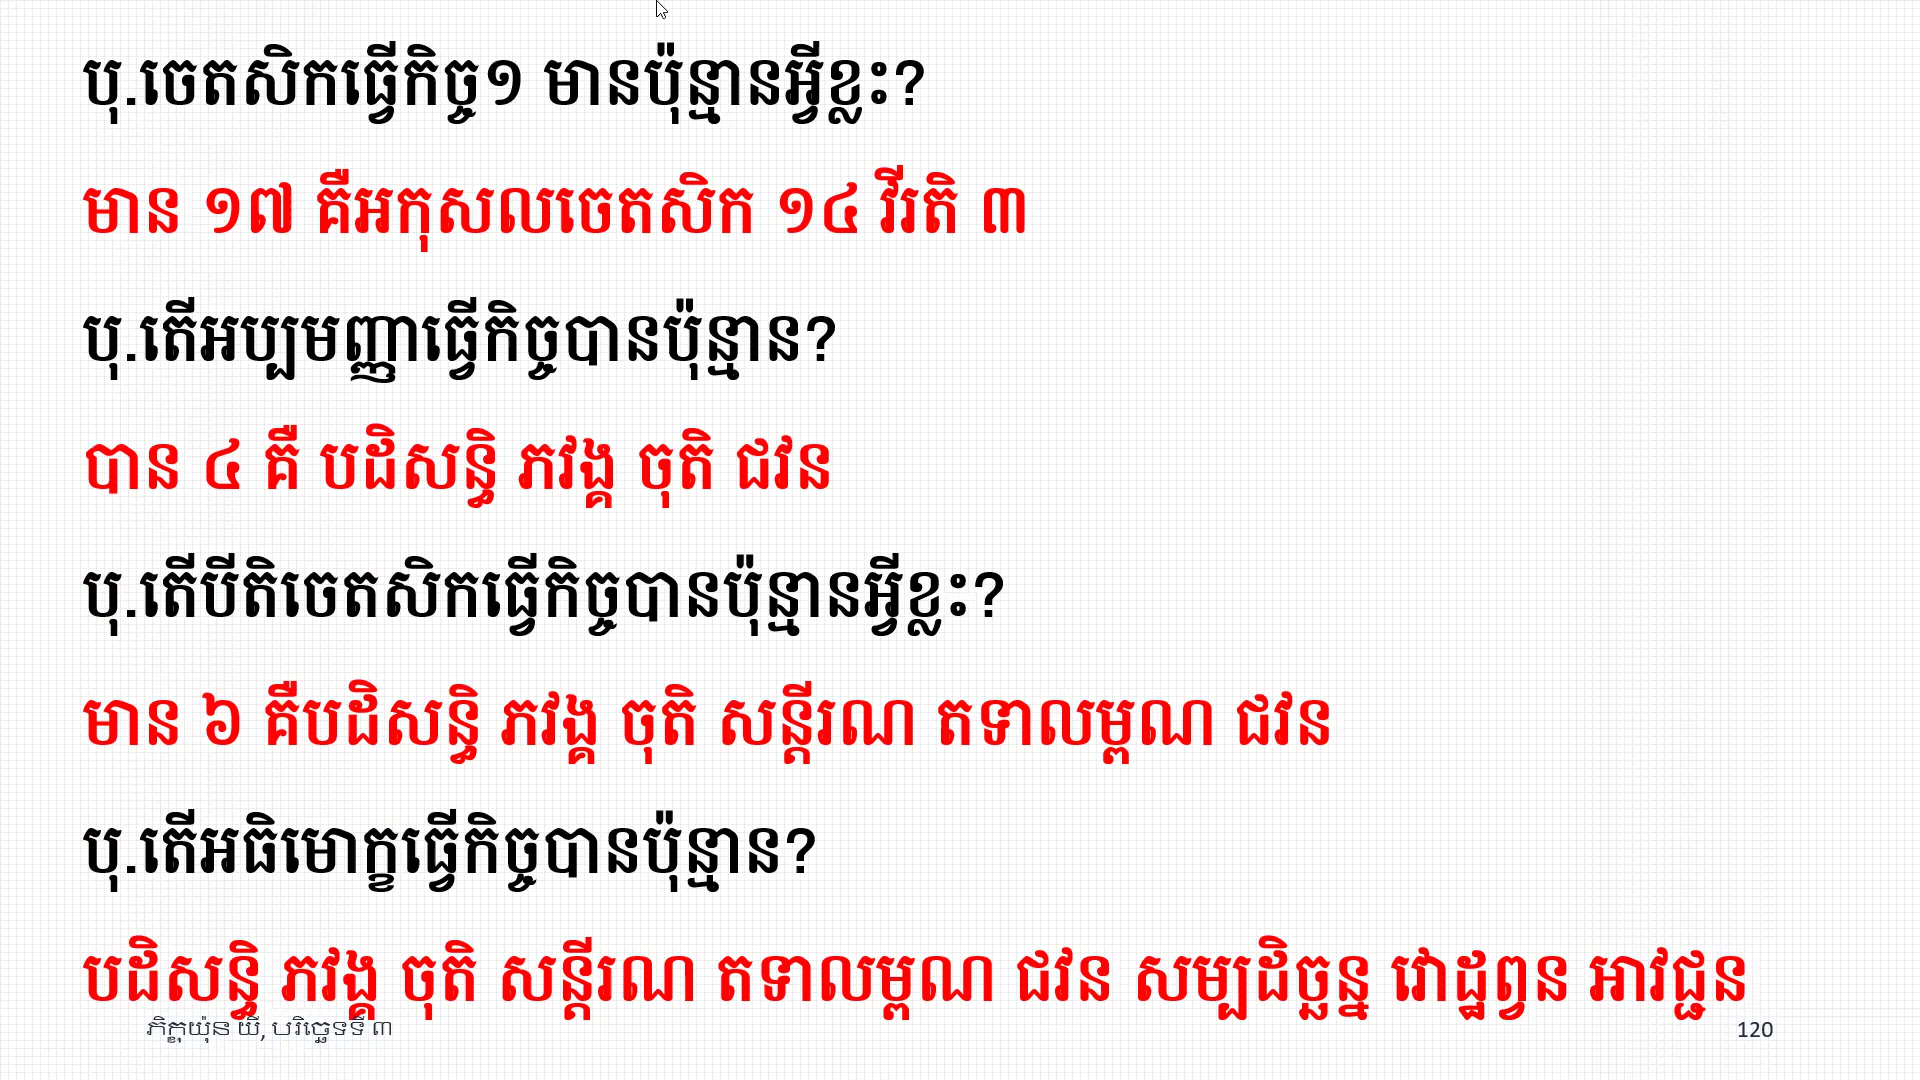 បុ.ចេតសិកធ្វើកិច្ច១ មានប៉ុន្មានអ្វីខ្លះ?
មាន ១៧ គឺអកុសលចេតសិក ១៤ វីរតិ ៣
បុ.តើអប្បមញ្ញាធ្វើកិច្ចបានប៉ុន្មាន?
បាន ៤ គឺ បដិសន្ធិ ភវង្គ ចុតិ ជវន
បុ.តើបីតិចេតសិកធ្វើកិច្ចបានប៉ុន្មានអ្វីខ្លះ?
មាន ៦ គឺបដិសន្ធិ ភវង្គ ចុតិ សន្តីរណ តទាលម្ពណ ជវន
បុ.តើអធិមោក្ខធ្វើកិច្ចបានប៉ុន្មាន?
បដិសន្ធិ ភវង្គ ចុតិ សន្តីរណ តទាលម្ពណ ជវន សម្បដិច្ឆន្ន វោដ្ឋព្វន អាវជ្ជន
ភិក្ខុយ៉ុន យី, បរិច្ឆេទទី ៣
120